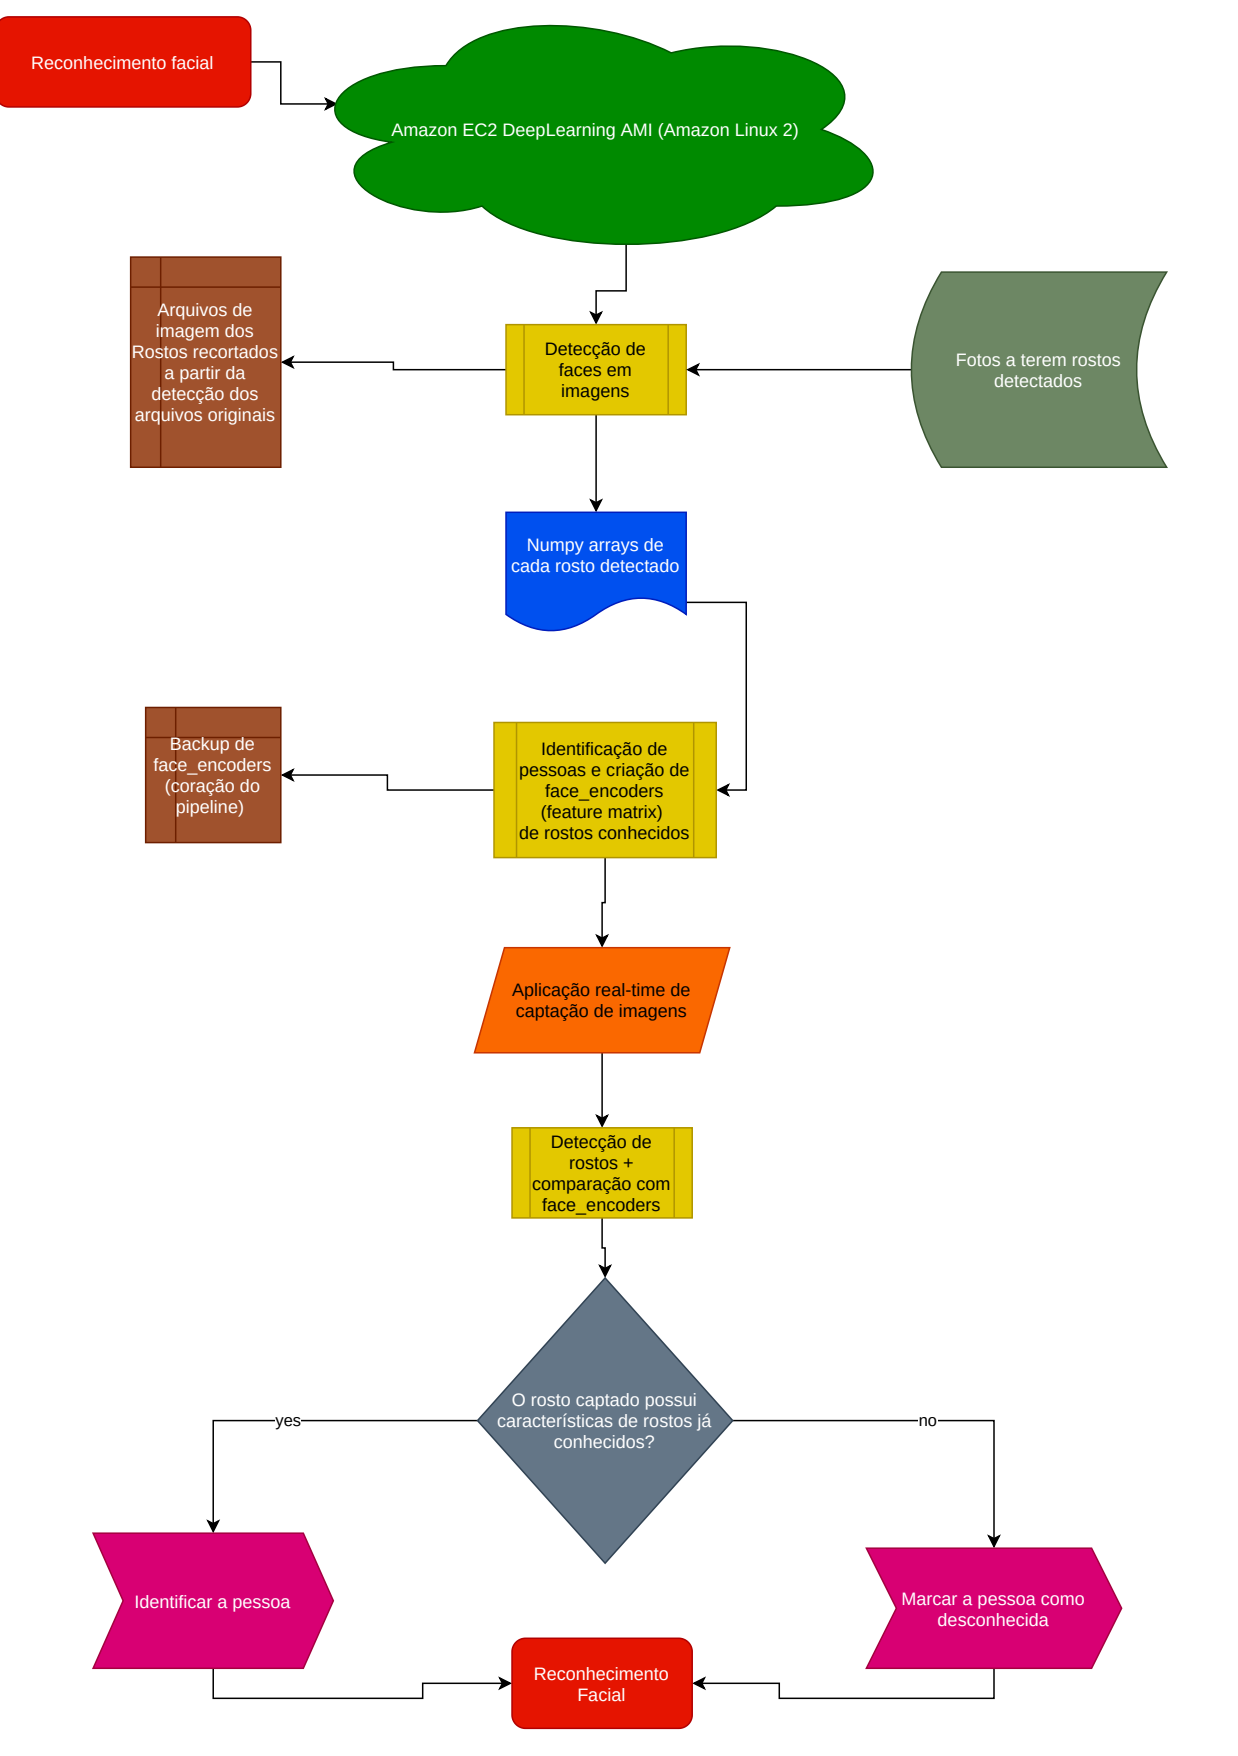 Reconhecimento facial
Amazon EC2 DeepLearning AMI (Amazon Linux 2)
Arquivos de
imagem dos
Rostos recortados
a partir da
detecção dos
arquivos originais
Detecção de
faces em
imagens
Fotos a terem rostos
detectados
Numpy arrays de
cada rosto detectado
Backup de
face_encoders
(coração do
pipeline)
Identificação de
pessoas e criação de
face_encoders
(feature matrix)
de rostos conhecidos
Aplicação real-time de
captação de imagens
Detecção de
rostos +
comparação com
face_encoders
O rosto captado possui
características de rostos já
conhecidos?
yes
no
Identificar a pessoa
Marcar a pessoa como
desconhecida
Reconhecimento
Facial